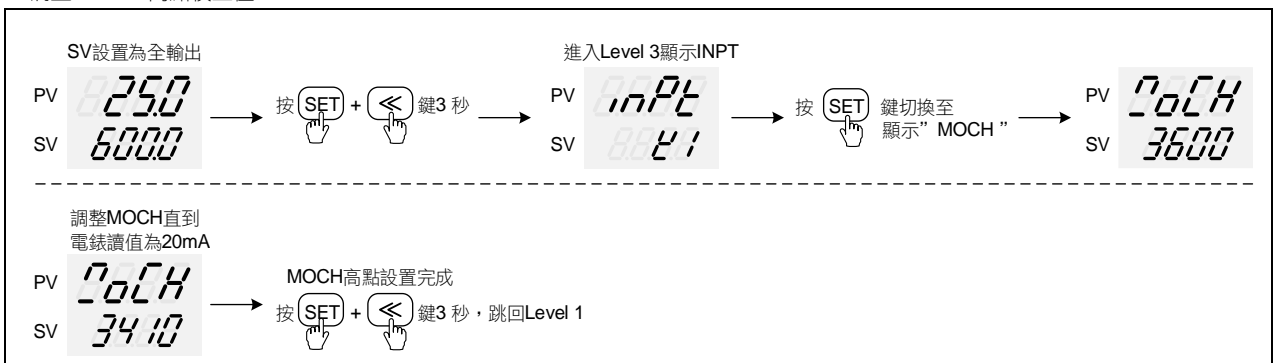 SV設置為全輸出
進入Level 3顯示INPT
PV 25.0
SV 600.0
按 SET + ≪ 鍵3 秒
PV inPt
SV K1
按 SET 鍵切換至
顯示” MOCH ”
PV MoCH
SV 3600
調整MOCH直到
電錶讀值為20mA
PV MoCH
SV 3410
MOCH高點設置完成
按 SET + ≪ 鍵3 秒，跳回Level 1